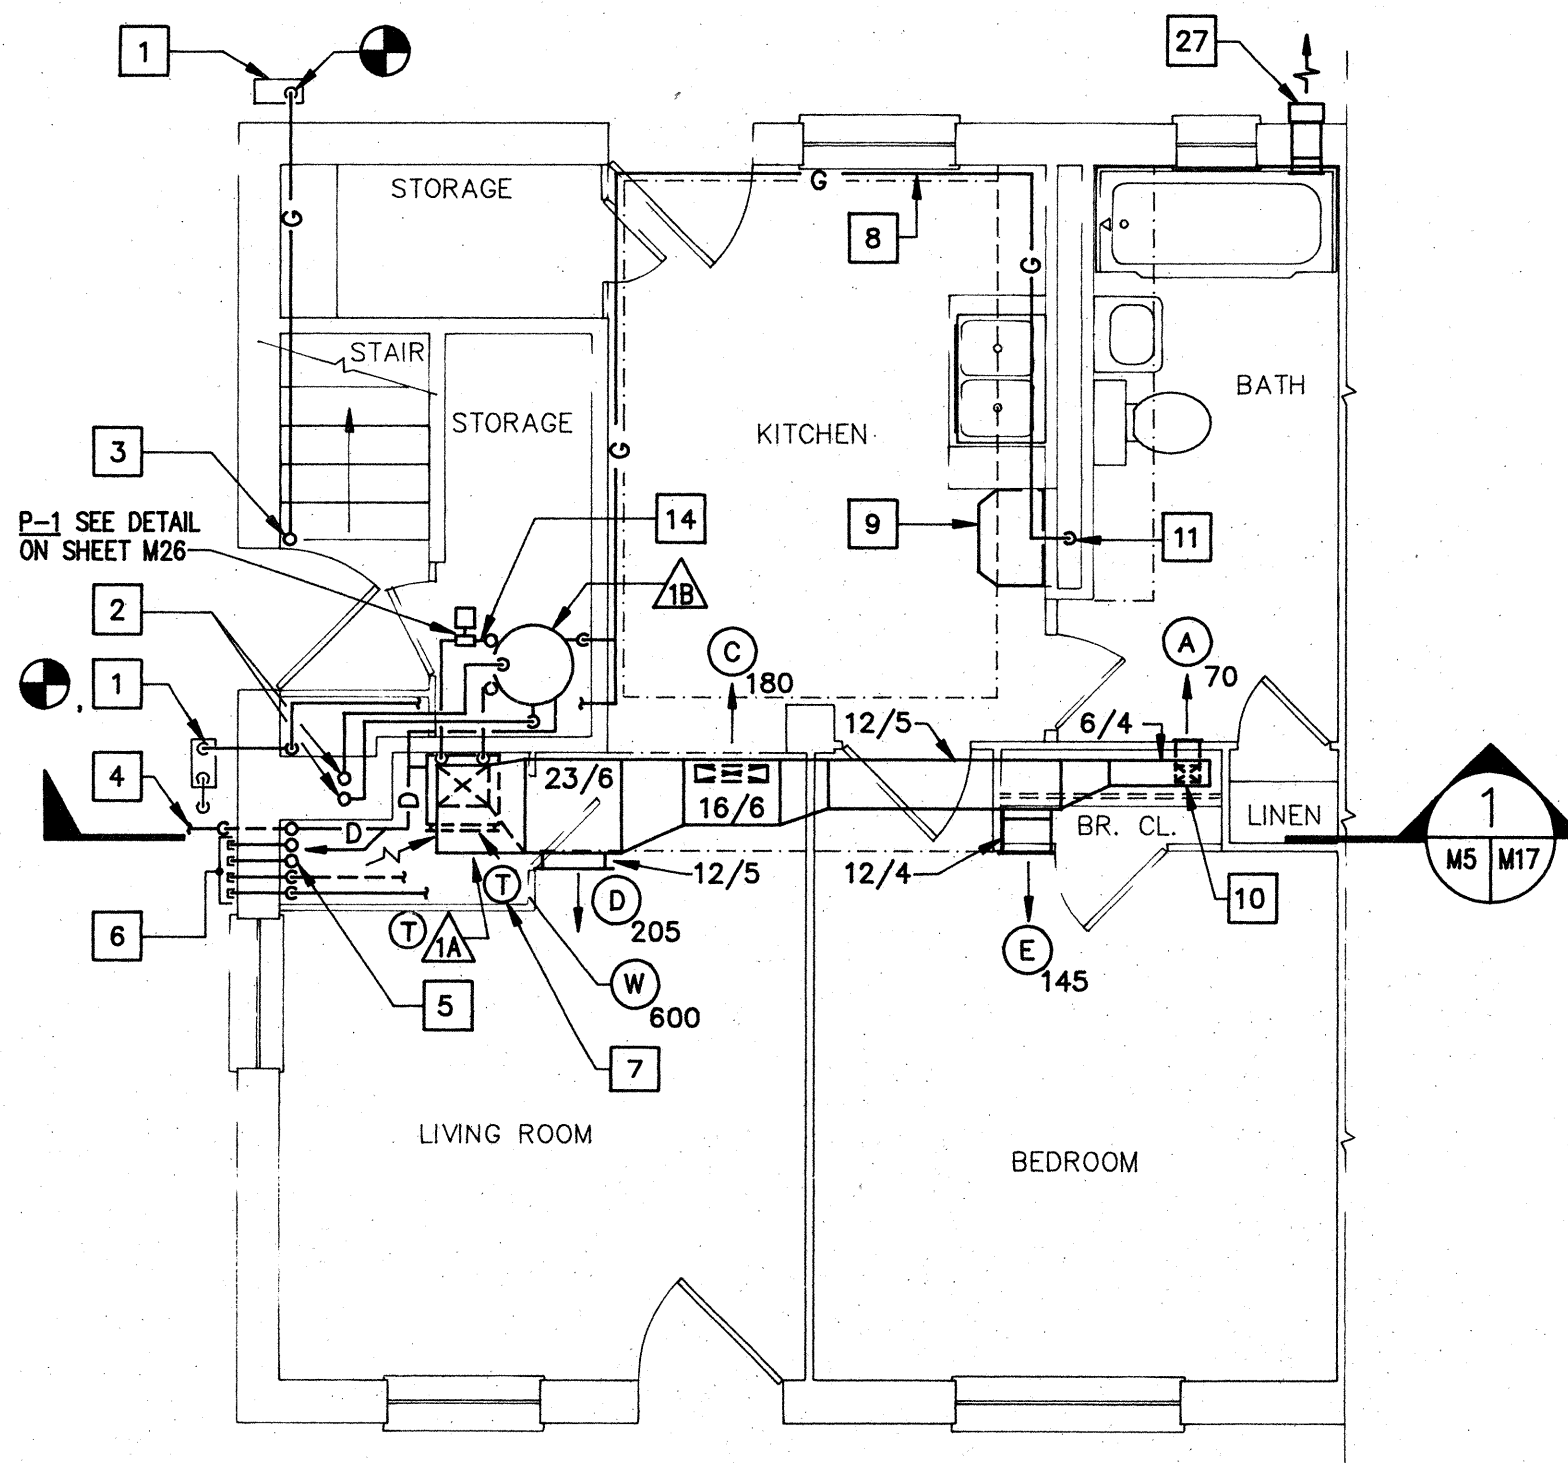 1
27
STORAGE
G
G
8
G
STAIR
BATH
STORAGE
KITCHEN
3
G
P-1 SEE DETAIL
ON SHEET M26
14
9
11
1B
2
C
180
A
70
,
1
12/5
6/4
4
23/6
16/6
D
D
BR. CL.
LINEN
1
M5
M17
12/5
12/4
T
D
205
10
6
T
1A
E
145
W
600
5
7
LIVING ROOM
BEDROOM